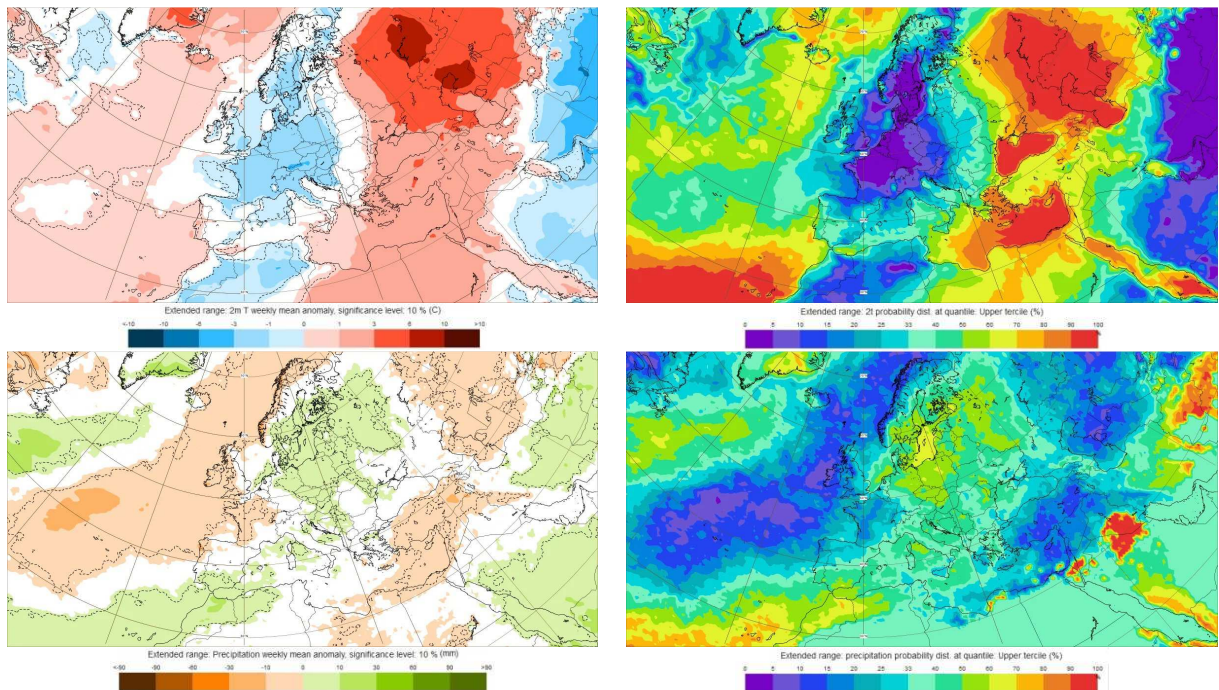 Extended range: 2m T weekly mean anomaly, significance level: 10 % (C)
<-10 -10 -6 -3 -1 0 1 3 6 10 >10
Extended range: 2t probability dist. at quantile: Upper tercile (%)
%
0 5 10 15 20 25 30 35 40 50 60 70 80 90 100
Extended range: Precipitation weekly mean anomaly, significance level: 10 % (mm)
<-90 -90 -60 -30 -10 0 10 30 60 90 >90
Extended range: precipitation probability dist. at quantile: Upper tercile (%)
%
0 5 10 15 20 25 30 35 40 50 60 70 80 90 100